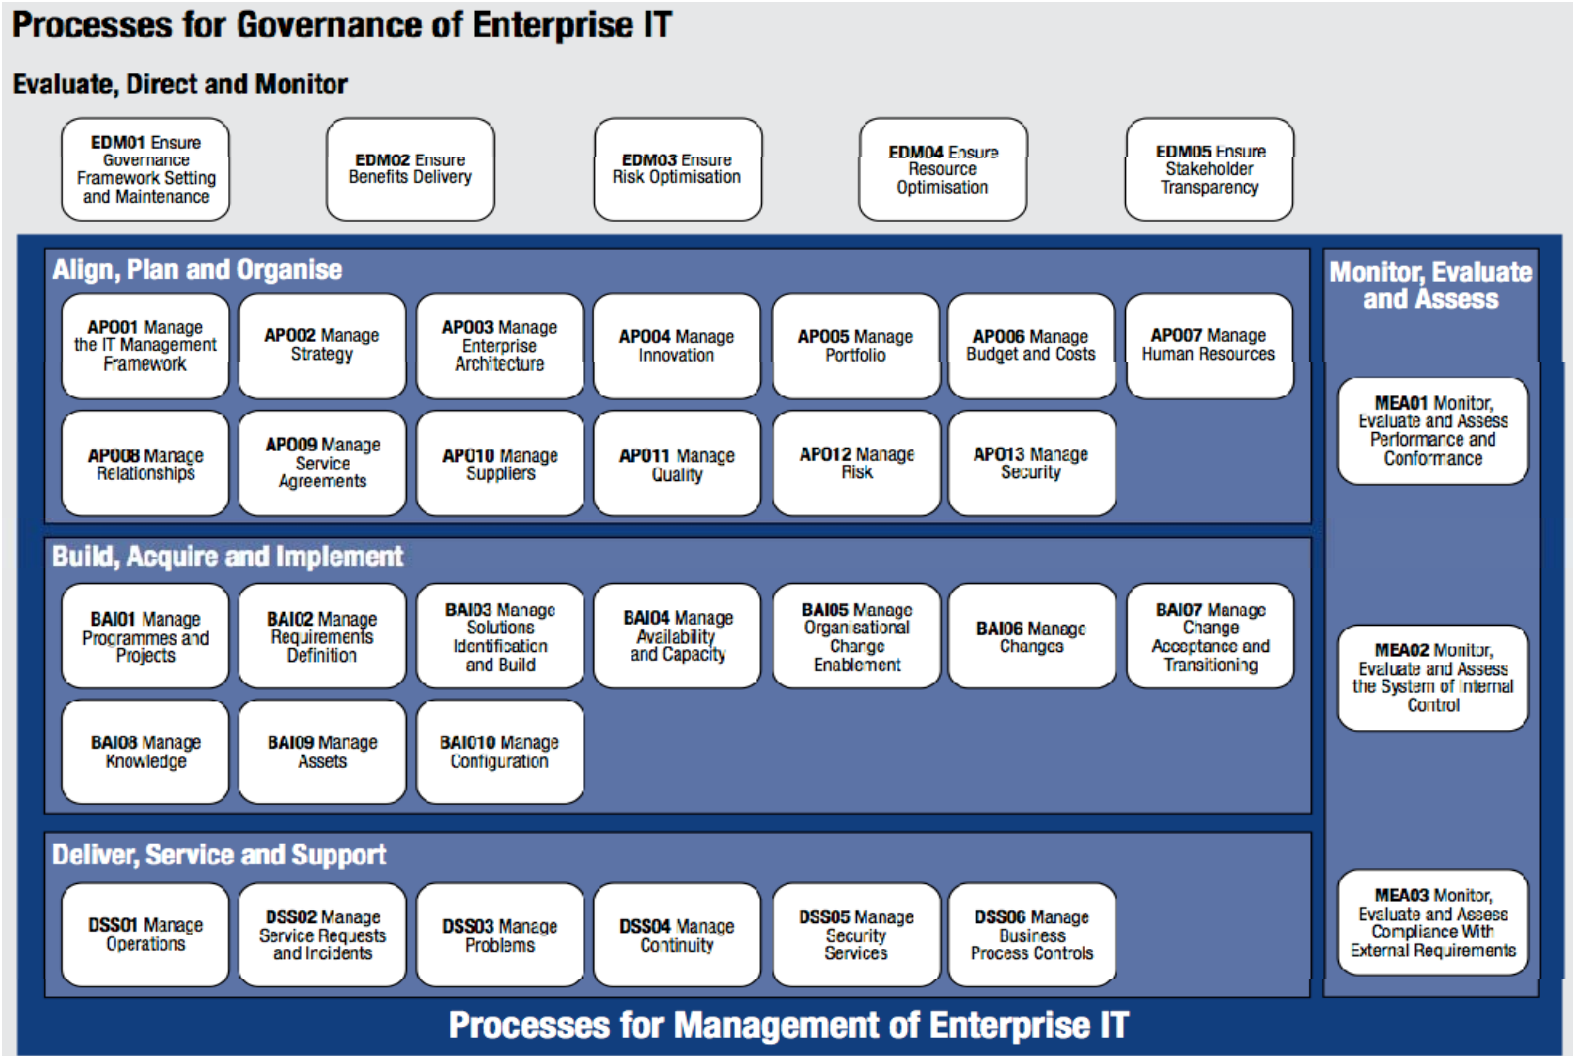 Processes for Governance of Enterprise IT
Evaluate, Direct and Monitor
EDM01 Ensure
Governance
Framework Setting
and Maintenance
EDM02 Ensure
Benefits Delivery
EDM03 Ensure
Risk Optimisation
EDM04 Ensure
Resource
Optimisation
EDM05 Ensure
Stakeholder
Transparency
Align, Plan and Organise
APO01 Manage
the IT Management
Framework
APO02 Manage
Strategy
APO03 Manage
Enterprise
Architecture
APO04 Manage
Innovation
APO05 Manage
Portfolio
APO06 Manage
Budget and Costs
APO07 Manage
Human Resources
APO08 Manage
Relationships
APO09 Manage
Service
Agreements
APO10 Manage
Suppliers
APO11 Manage
Quality
APO12 Manage
Risk
APO13 Manage
Security
Build, Acquire and Implement
BAI01 Manage
Programmes and
Projects
BAI02 Manage
Requirements
Definition
BAI03 Manage
Solutions
Identification
and Build
BAI04 Manage
Availability
and Capacity
BAI05 Manage
Organisational
Change
Enablement
BAI06 Manage
Changes
BAI07 Manage
Change
Acceptance and
Transitioning
BAI08 Manage
Knowledge
BAI09 Manage
Assets
BAI010 Manage
Configuration
Deliver, Service and Support
DSS01 Manage
Operations
DSS02 Manage
Service Requests
and Incidents
DSS03 Manage
Problems
DSS04 Manage
Continuity
DSS05 Manage
Security
Services
DSS06 Manage
Business
Process Controls
Monitor, Evaluate
and Assess
MEA01 Monitor,
Evaluate and Assess
Performance and
Conformance
MEA02 Monitor,
Evaluate and Assess
the System of Internal
Control
MEA03 Monitor,
Evaluate and Assess
Compliance With
External Requirements
Processes for Management of Enterprise IT